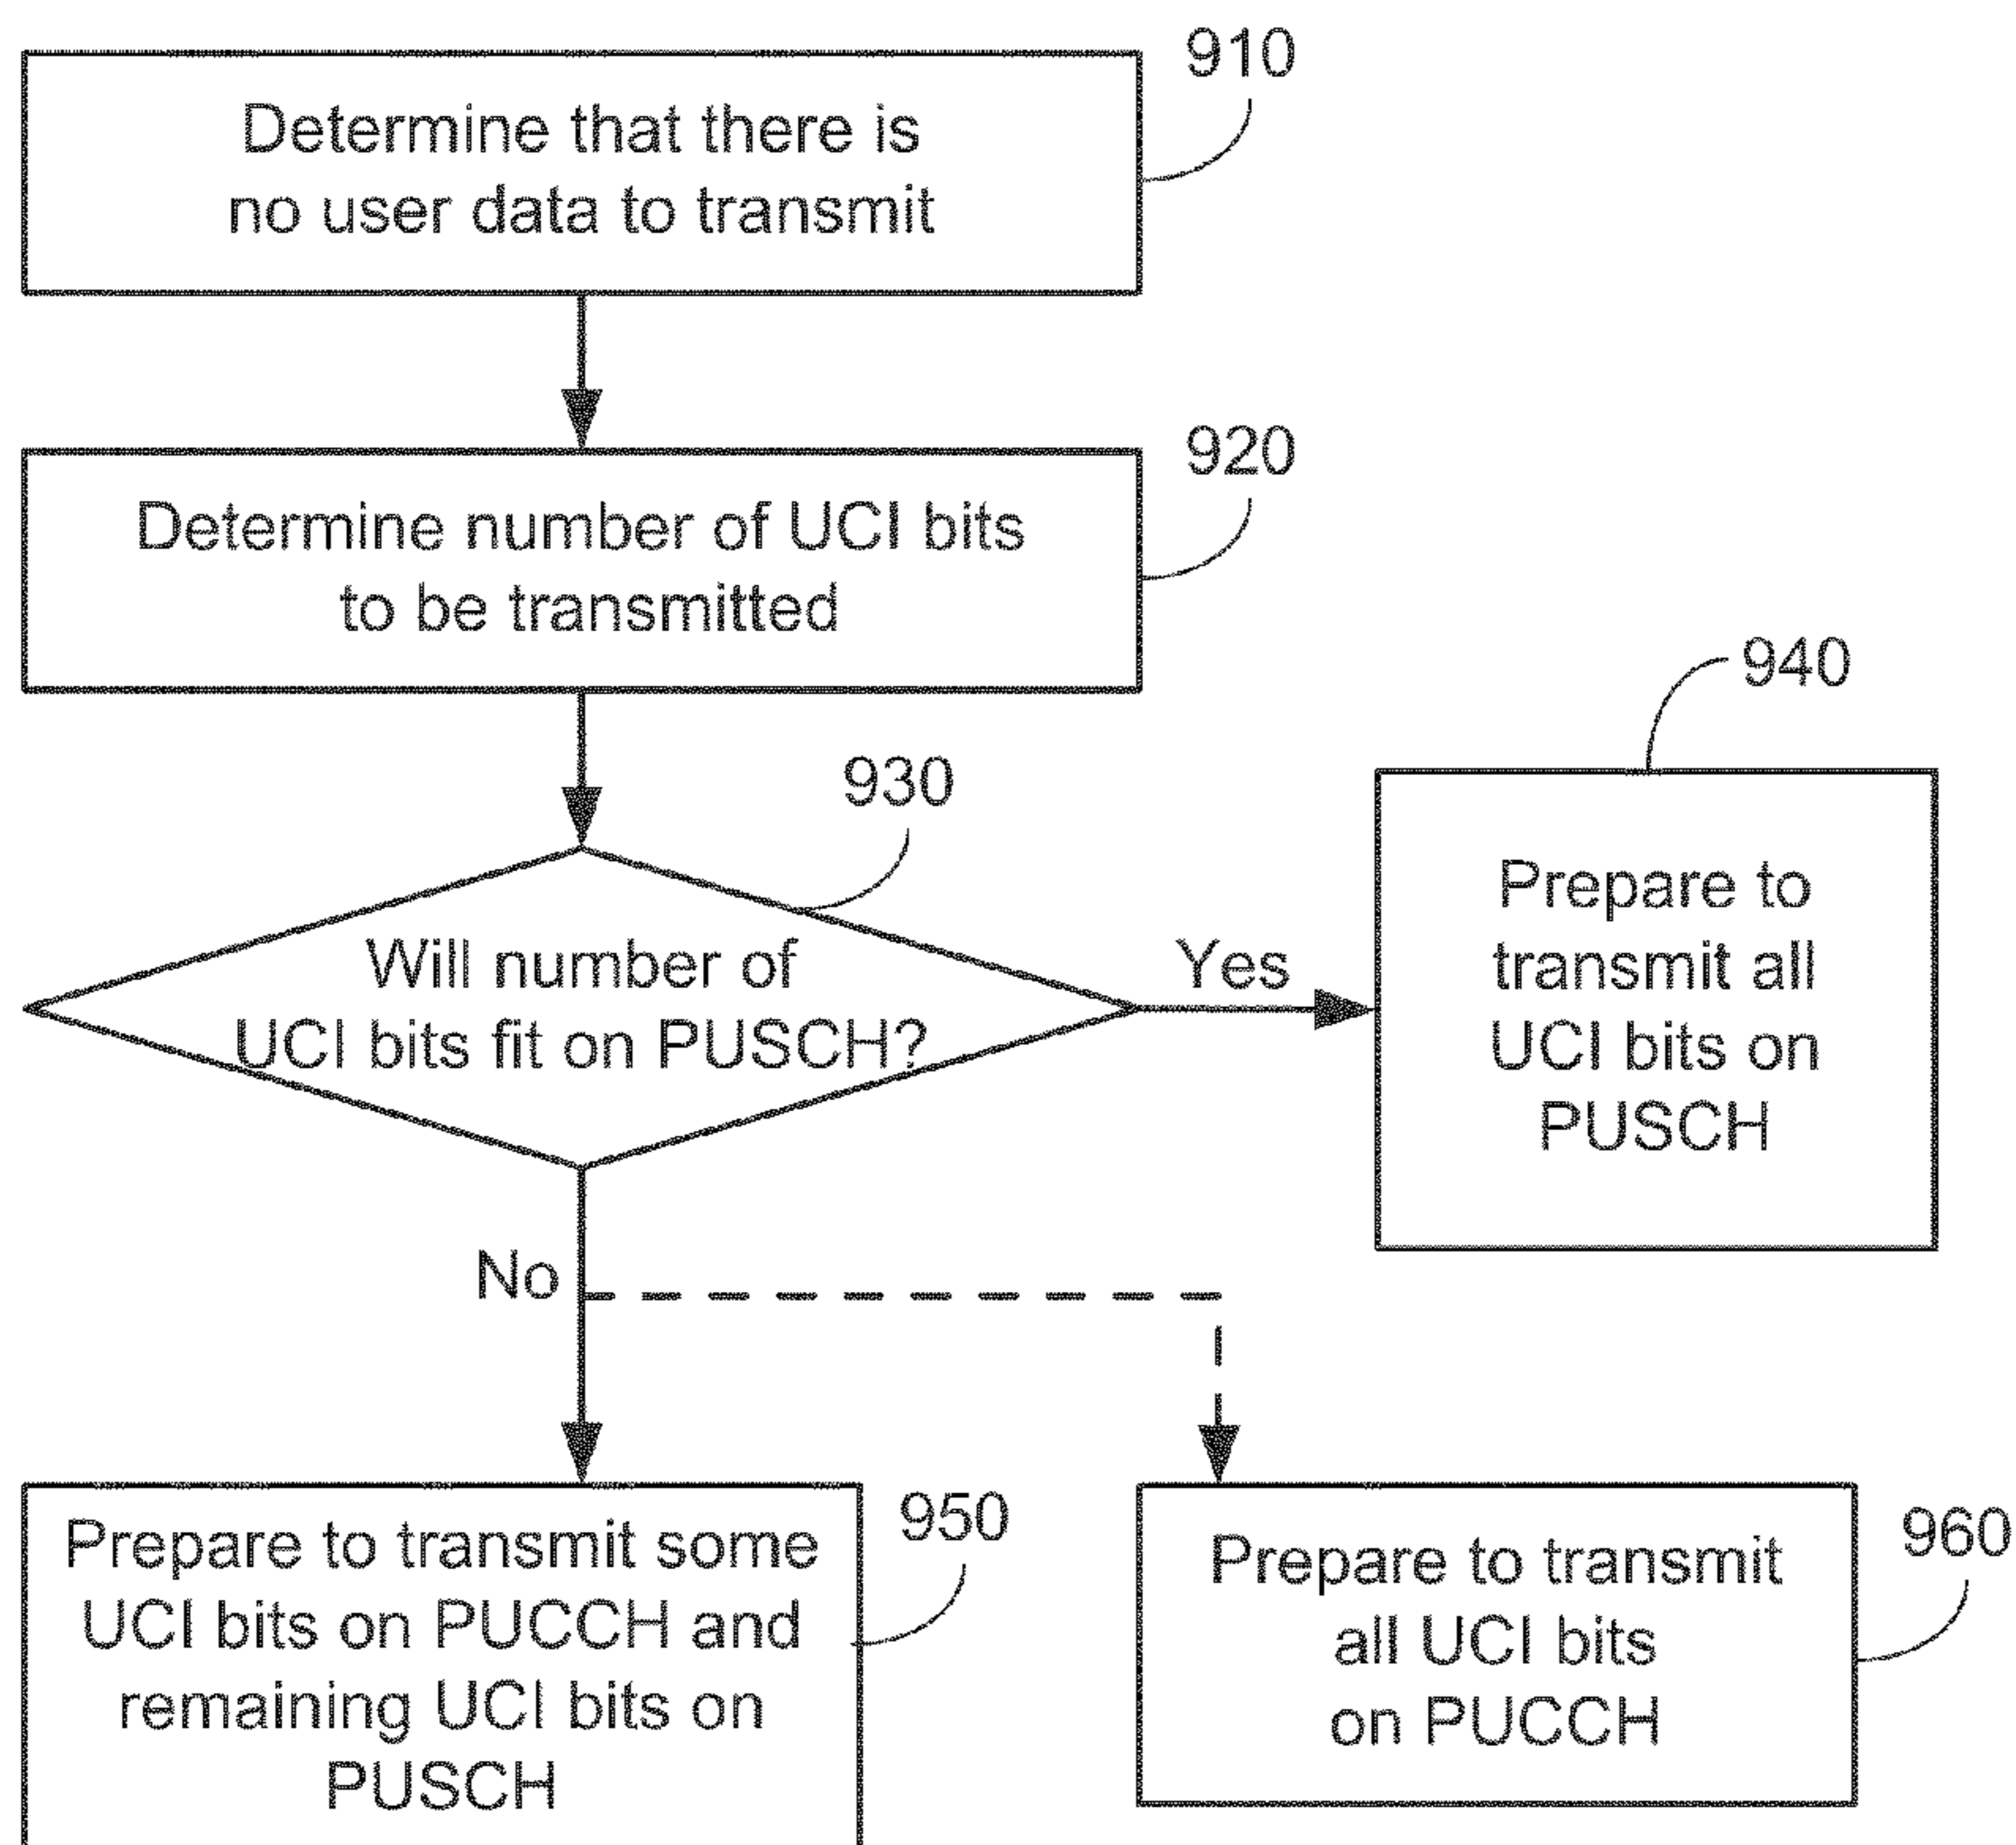 910
Determine that there is
no user data to transmit
920
Determine number of UCI bits
to be transmitted
930
940
Will number of
UCI bits fit on PUSCH?
Yes
Prepare to
transmit all
UCI bits on
PUSCH
No
950
Prepare to transmit some
UCI bits on PUCCH and
remaining UCI bits on
PUSCH
960
Prepare to transmit
all UCI bits
on PUCCH